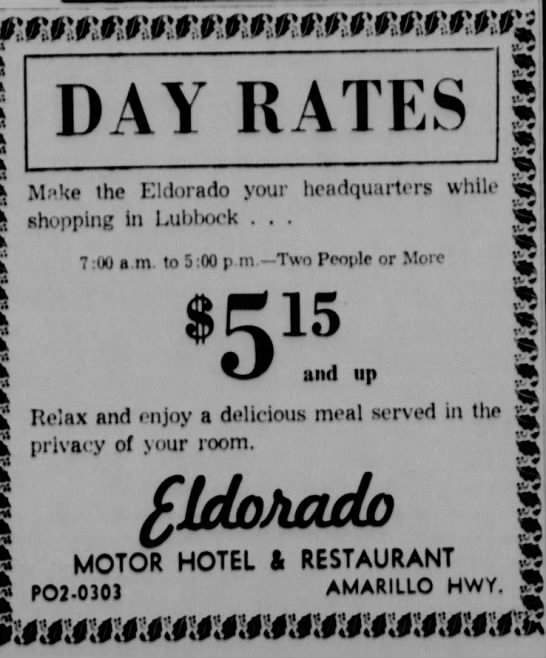 DAY RATES
Make the Eldorado your headquarters while
shopping in Lubbock . . .
7:00 a.m. to 5:00 p.m.—Two People or More
$5 15
and up
Relax and enjoy a delicious meal served in the
privacy of your room.
Eldorado
MOTOR HOTEL & RESTAURANT
PO2-0303 AMARILLO HWY.